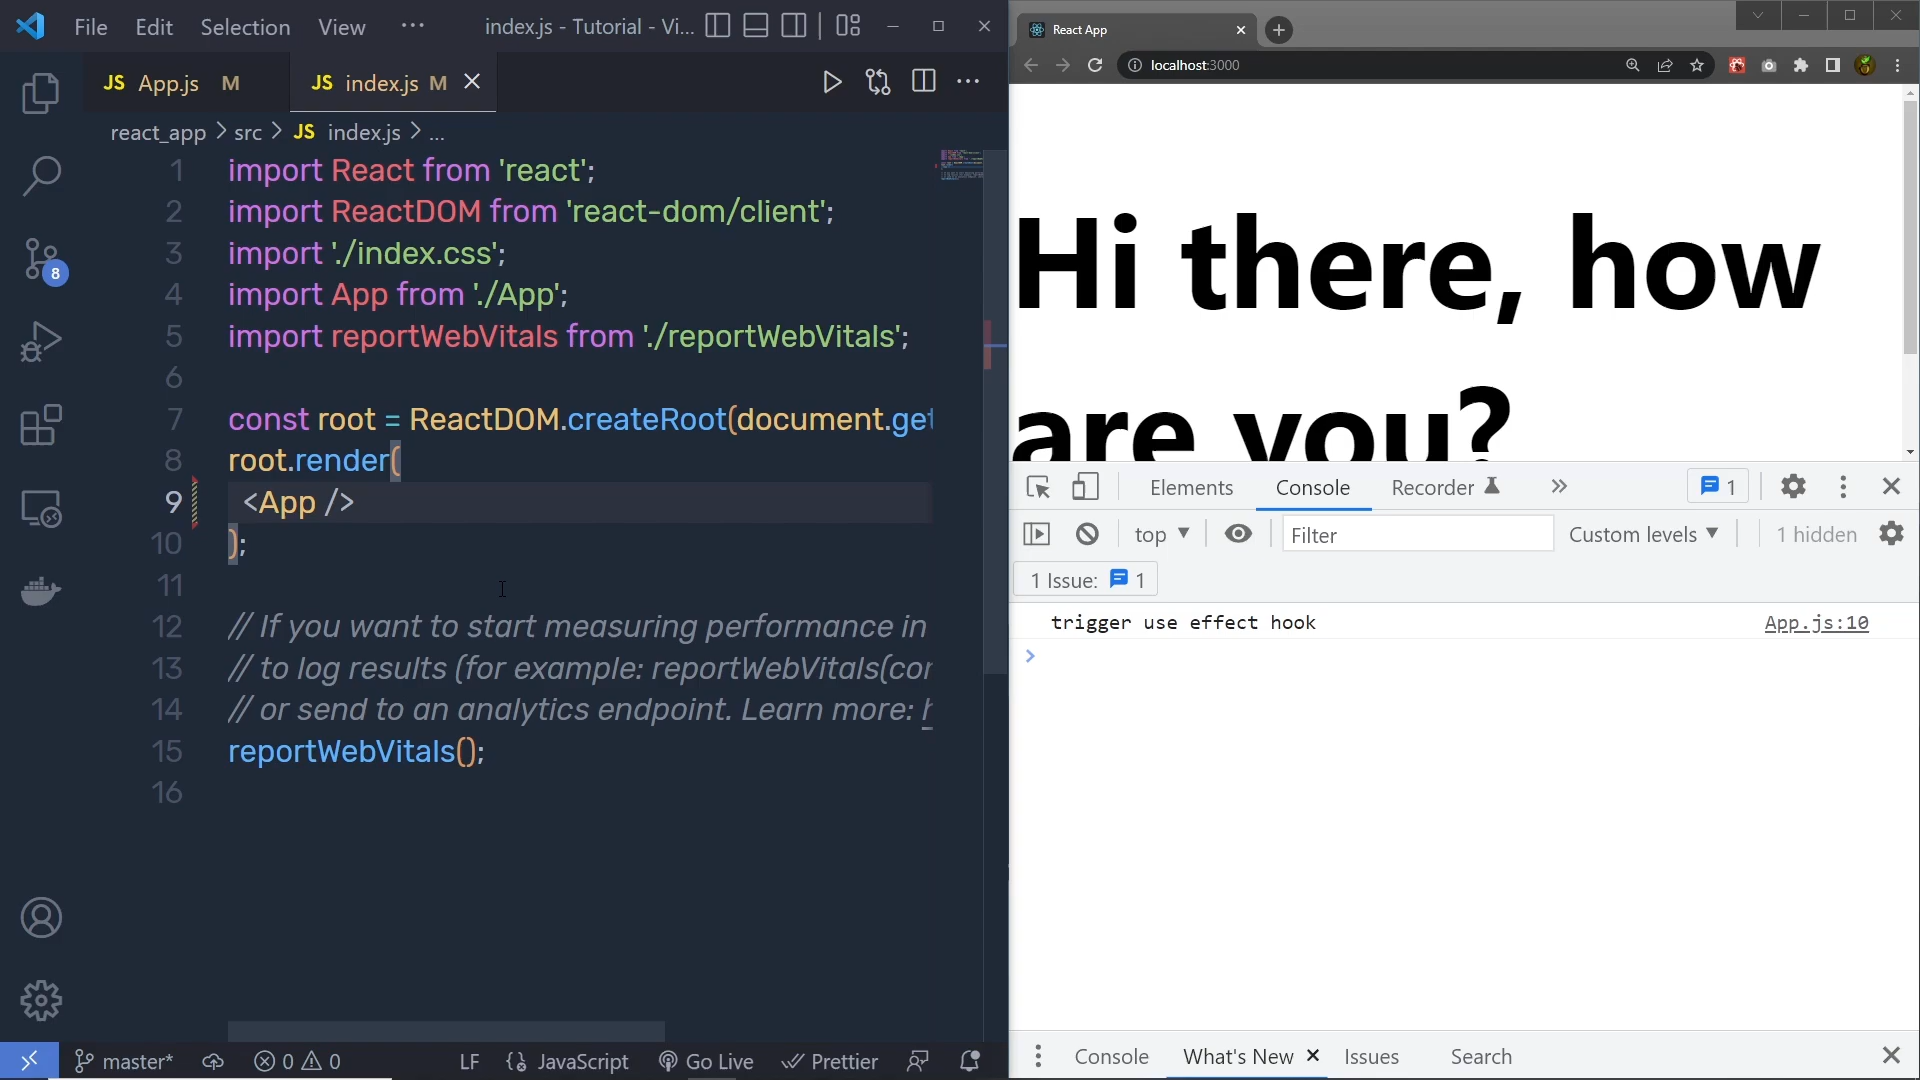 File Edit Selection View ··· index.js - Tutorial - Vi...
JS App.js M JS index.js M
react_app > src > JS index.js > ...
1 import React from 'react';
2 import ReactDOM from 'react-dom/client';
3 import './index.css';
4 import App from './App';
5 import reportWebVitals from './reportWebVitals';
6
7 const root = ReactDOM.createRoot(document.get
8 root.render(
9 <App />
10 );
11
12 // If you want to start measuring performance in
13 // to log results (for example: reportWebVitals(cor
14 // or send to an analytics endpoint. Learn more: h
15 reportWebVitals();
16
8
master* 0 0 LF {} JavaScript Go Live Prettier
React App
localhost:3000
Hi there, how
are you?
Elements Console Recorder 1
top Filter Custom levels 1 hidden
1 Issue: 1
trigger use effect hook App.js:10
Console What's New Issues Search